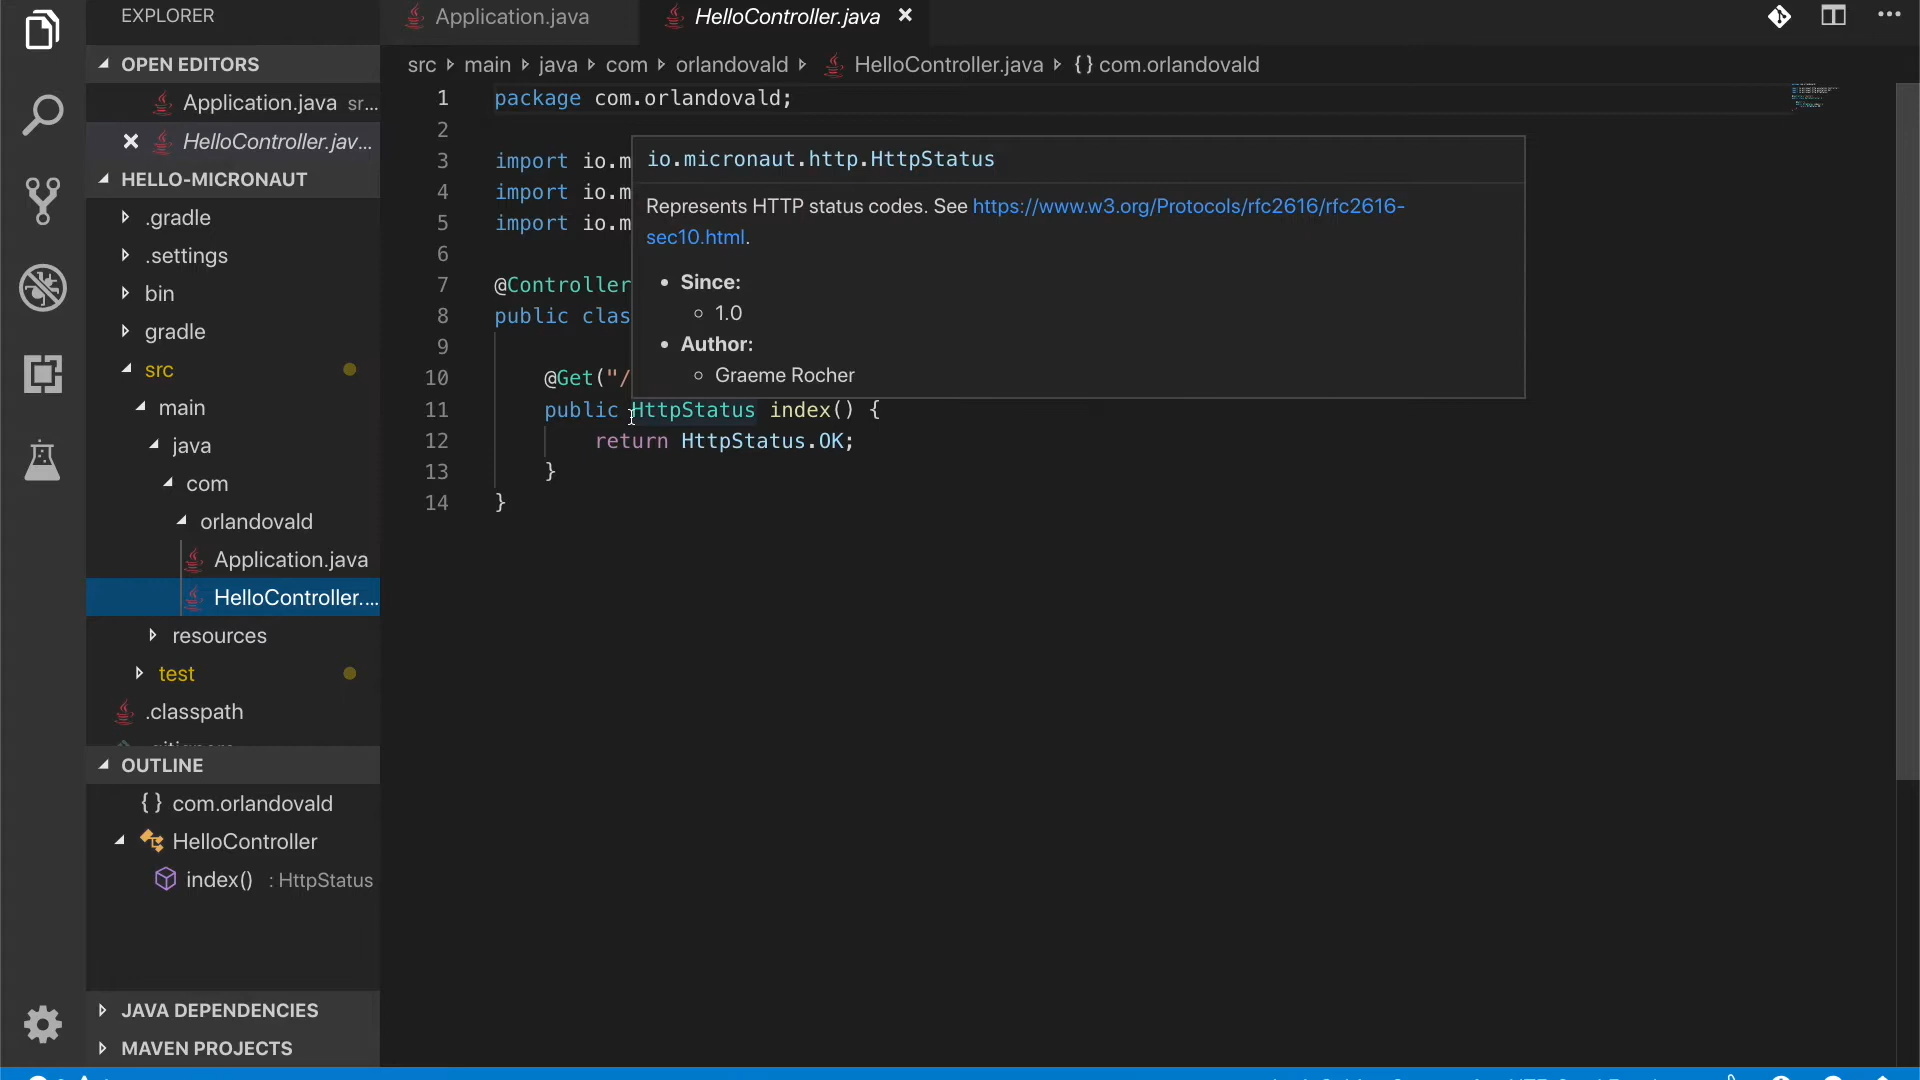 EXPLORER
OPEN EDITORS
Application.java sr...
HelloController.jav...
HELLO-MICRONAUT
.gradle
.settings
bin
gradle
src
main
java
com
orlandovald
Application.java
HelloController....
resources
test
.classpath
OUTLINE
{} com.orlandovald
HelloController
index() : HttpStatus
JAVA DEPENDENCIES
MAVEN PROJECTS
Application.java
HelloController.java
src main java com orlandovald HelloController.java {} com.orlandovald
1 package com.orlandovald;
2
3 import io.m
4 import io.m
5 import io.m
6
7 @Controller
8 public clas
9
10 @Get("/
11 public HttpStatus index() {
12 return HttpStatus.OK;
13 }
14 }
io.micronaut.http.HttpStatus
Represents HTTP status codes. See https://www.w3.org/Protocols/rfc2616/rfc2616-
sec10.html.
Since:
1.0
Author:
Graeme Rocher